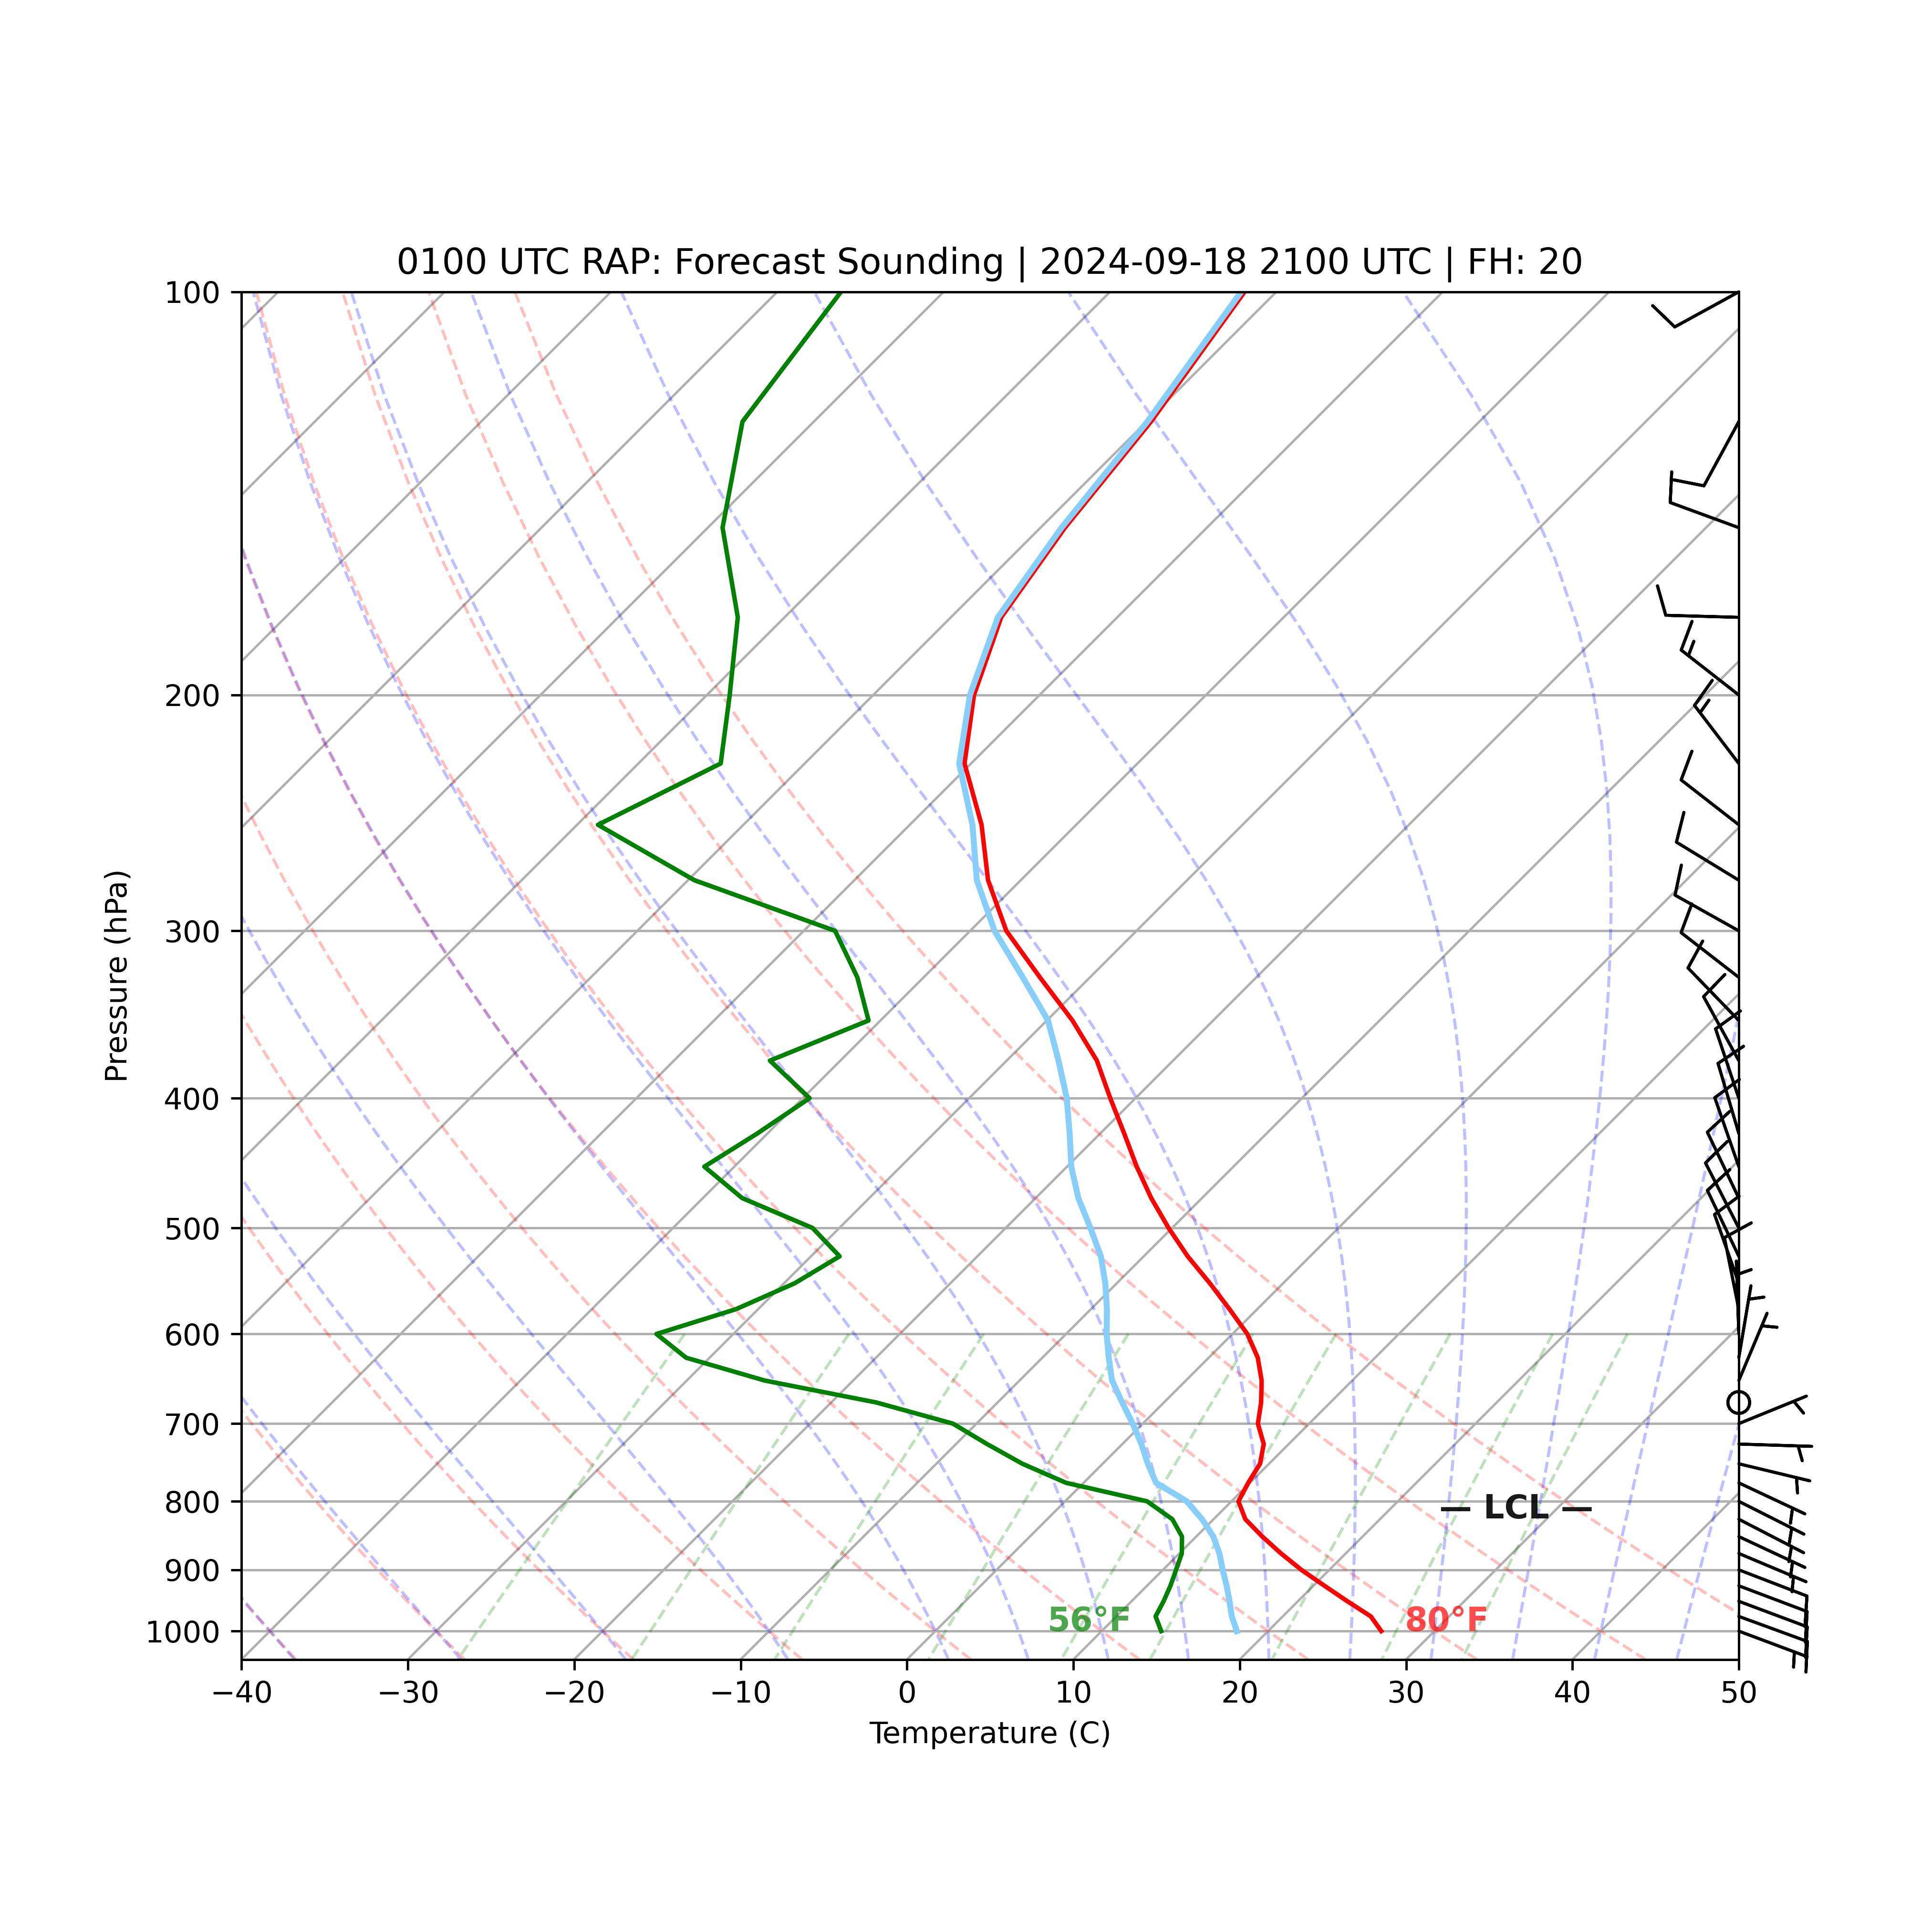 0100 UTC RAP: Forecast Sounding | 2024-09-18 2100 UTC | FH: 20
100
200
300
400
500
600
700
800
900
1000
Pressure (hPa)
— LCL —
56°F
80°F
−40 −30 −20 −10 0 10 20 30 40 50
Temperature (C)